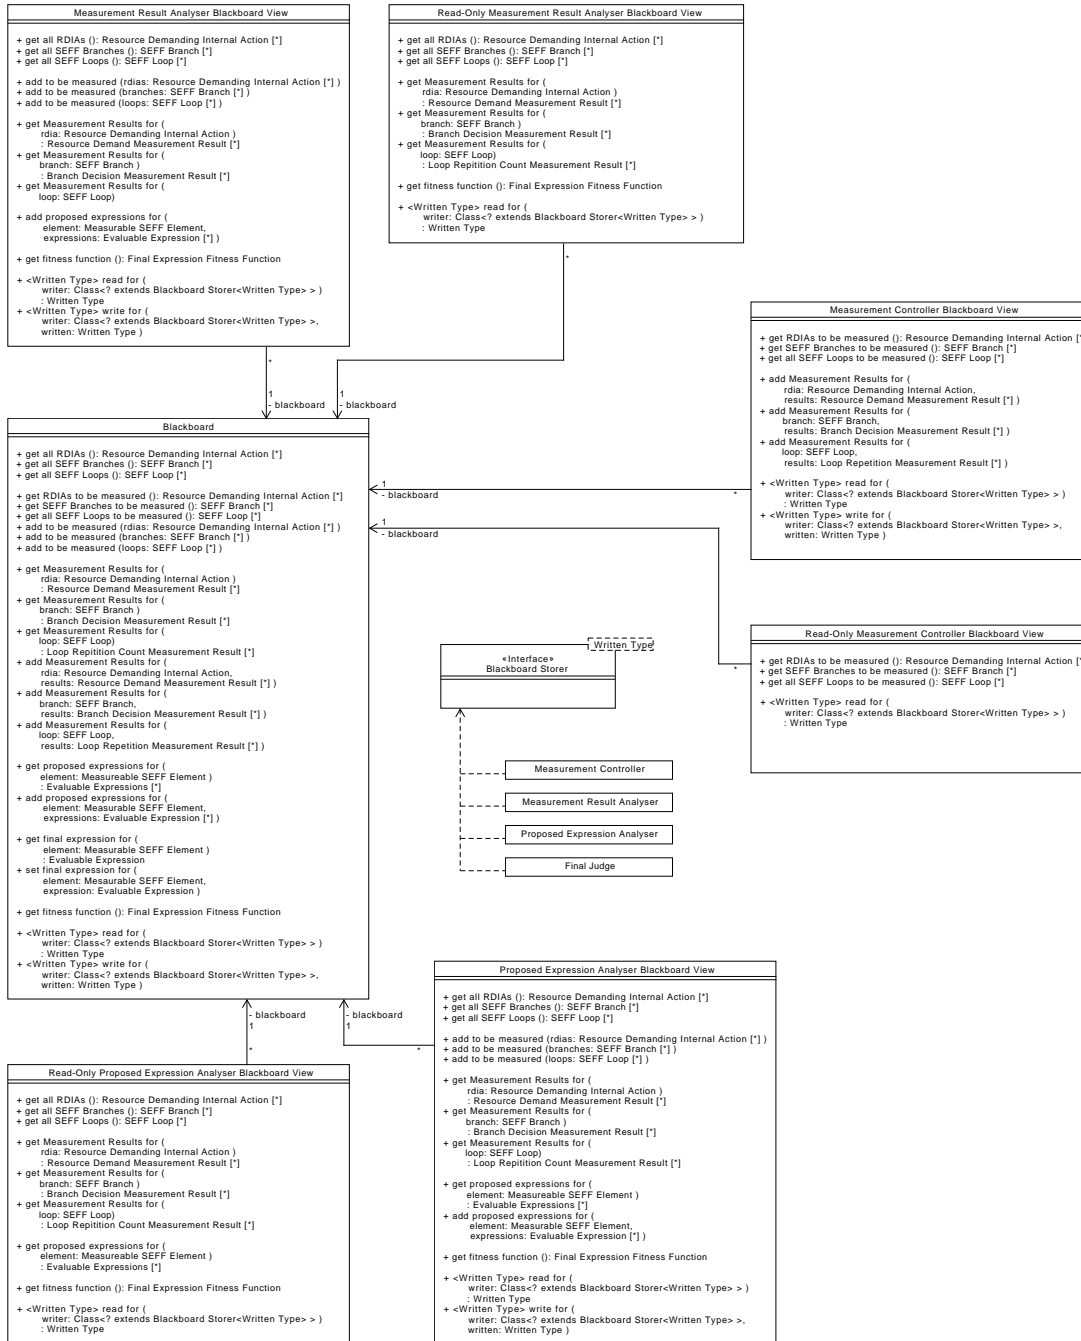 Measurement Result Analyser Blackboard View
+ get all RDIAs (): Resource Demanding Internal Action [*]
+ get all SEFF Branches (): SEFF Branch [*]
+ get all SEFF Loops (): SEFF Loop [*]
+ add to be measured (rdias: Resource Demanding Internal Action [*] )
+ add to be measured (branches: SEFF Branch [*] )
+ add to be measured (loops: SEFF Loop [*] )
+ get Measurement Results for (
rdia: Resource Demanding Internal Action )
: Resource Demand Measurement Result [*]
+ get Measurement Results for (
branch: SEFF Branch )
: Branch Decision Measurement Result [*]
+ get Measurement Results for (
loop: SEFF Loop)
+ add proposed expressions for (
element: Measurable SEFF Element,
expressions: Evaluable Expression [*] )
+ get fitness function (): Final Expression Fitness Function
+ <Written Type> read for (
writer: Class<? extends Blackboard Storer<Written Type> > )
: Written Type
+ <Written Type> write for (
writer: Class<? extends Blackboard Storer<Written Type> >,
written: Written Type )
Read-Only Measurement Result Analyser Blackboard View
+ get all RDIAs (): Resource Demanding Internal Action [*]
+ get all SEFF Branches (): SEFF Branch [*]
+ get all SEFF Loops (): SEFF Loop [*]
+ get Measurement Results for (
rdia: Resource Demanding Internal Action )
: Resource Demand Measurement Result [*]
+ get Measurement Results for (
branch: SEFF Branch )
: Branch Decision Measurement Result [*]
+ get Measurement Results for (
loop: SEFF Loop)
: Loop Repitition Count Measurement Result [*]
+ get fitness function (): Final Expression Fitness Function
+ <Written Type> read for (
writer: Class<? extends Blackboard Storer<Written Type> > )
: Written Type
*
*
1
- blackboard
1
- blackboard
Measurement Controller Blackboard View
+ get RDIAs to be measured (): Resource Demanding Internal Action [*
+ get SEFF Branches to be measured (): SEFF Branch [*]
+ get all SEFF Loops to be measured (): SEFF Loop [*]
+ add Measurement Results for (
rdia: Resource Demanding Internal Action,
results: Resource Demand Measurement Result [*] )
+ add Measurement Results for (
branch: SEFF Branch,
results: Branch Decision Measurement Result [*] )
+ add Measurement Results for (
loop: SEFF Loop,
results: Loop Repetition Measurement Result [*] )
+ <Written Type> read for (
writer: Class<? extends Blackboard Storer<Written Type> > )
: Written Type
+ <Written Type> write for (
writer: Class<? extends Blackboard Storer<Written Type> >,
written: Written Type )
Blackboard
+ get all RDIAs (): Resource Demanding Internal Action [*]
+ get all SEFF Branches (): SEFF Branch [*]
+ get all SEFF Loops (): SEFF Loop [*]
+ get RDIAs to be measured (): Resource Demanding Internal Action [*]
+ get SEFF Branches to be measured (): SEFF Branch [*]
+ get all SEFF Loops to be measured (): SEFF Loop [*]
+ add to be measured (rdias: Resource Demanding Internal Action [*] )
+ add to be measured (branches: SEFF Branch [*] )
+ add to be measured (loops: SEFF Loop [*] )
+ get Measurement Results for (
rdia: Resource Demanding Internal Action )
: Resource Demand Measurement Result [*]
+ get Measurement Results for (
branch: SEFF Branch )
: Branch Decision Measurement Result [*]
+ get Measurement Results for (
loop: SEFF Loop)
: Loop Repitition Count Measurement Result [*]
+ add Measurement Results for (
rdia: Resource Demanding Internal Action,
results: Resource Demand Measurement Result [*] )
+ add Measurement Results for (
branch: SEFF Branch,
results: Branch Decision Measurement Result [*] )
+ add Measurement Results for (
loop: SEFF Loop,
results: Loop Repetition Measurement Result [*] )
+ get proposed expressions for (
element: Measureable SEFF Element )
: Evaluable Expressions [*]
+ add proposed expressions for (
element: Measurable SEFF Element,
expressions: Evaluable Expression [*] )
+ get final expression for (
element: Measurable SEFF Element )
: Evaluable Expression
+ set final expression for (
element: Mesaurable SEFF Element,
expression: Evaluable Expression )
+ get fitness function (): Final Expression Fitness Function
+ <Written Type> read for (
writer: Class<? extends Blackboard Storer<Written Type> > )
: Written Type
+ <Written Type> write for (
writer: Class<? extends Blackboard Storer<Written Type> >,
written: Written Type )
1
- blackboard
*
1
- blackboard
*
Read-Only Measurement Controller Blackboard View
+ get RDIAs to be measured (): Resource Demanding Internal Action [*
+ get SEFF Branches to be measured (): SEFF Branch [*]
+ get all SEFF Loops to be measured (): SEFF Loop [*]
+ <Written Type> read for (
writer: Class<? extends Blackboard Storer<Written Type> > )
: Written Type
Written Type
«Interface»
Blackboard Storer
Measurement Controller
Measurement Result Analyser
Proposed Expression Analyser
Final Judge
- blackboard
1
*
- blackboard
1
*
Proposed Expression Analyser Blackboard View
+ get all RDIAs (): Resource Demanding Internal Action [*]
+ get all SEFF Branches (): SEFF Branch [*]
+ get all SEFF Loops (): SEFF Loop [*]
+ add to be measured (rdias: Resource Demanding Internal Action [*] )
+ add to be measured (branches: SEFF Branch [*] )
+ add to be measured (loops: SEFF Loop [*] )
+ get Measurement Results for (
rdia: Resource Demanding Internal Action )
: Resource Demand Measurement Result [*]
+ get Measurement Results for (
branch: SEFF Branch )
: Branch Decision Measurement Result [*]
+ get Measurement Results for (
loop: SEFF Loop)
: Loop Repitition Count Measurement Result [*]
+ get proposed expressions for (
element: Measureable SEFF Element )
: Evaluable Expressions [*]
+ add proposed expressions for (
element: Measurable SEFF Element,
expressions: Evaluable Expression [*] )
+ get fitness function (): Final Expression Fitness Function
+ <Written Type> read for (
writer: Class<? extends Blackboard Storer<Written Type> > )
: Written Type
+ <Written Type> write for (
writer: Class<? extends Blackboard Storer<Written Type> >,
written: Written Type )
Read-Only Proposed Expression Analyser Blackboard View
+ get all RDIAs (): Resource Demanding Internal Action [*]
+ get all SEFF Branches (): SEFF Branch [*]
+ get all SEFF Loops (): SEFF Loop [*]
+ get Measurement Results for (
rdia: Resource Demanding Internal Action )
: Resource Demand Measurement Result [*]
+ get Measurement Results for (
branch: SEFF Branch )
: Branch Decision Measurement Result [*]
+ get Measurement Results for (
loop: SEFF Loop)
: Loop Repitition Count Measurement Result [*]
+ get proposed expressions for (
element: Measureable SEFF Element )
: Evaluable Expressions [*]
+ get fitness function (): Final Expression Fitness Function
+ <Written Type> read for (
writer: Class<? extends Blackboard Storer<Written Type> > )
: Written Type